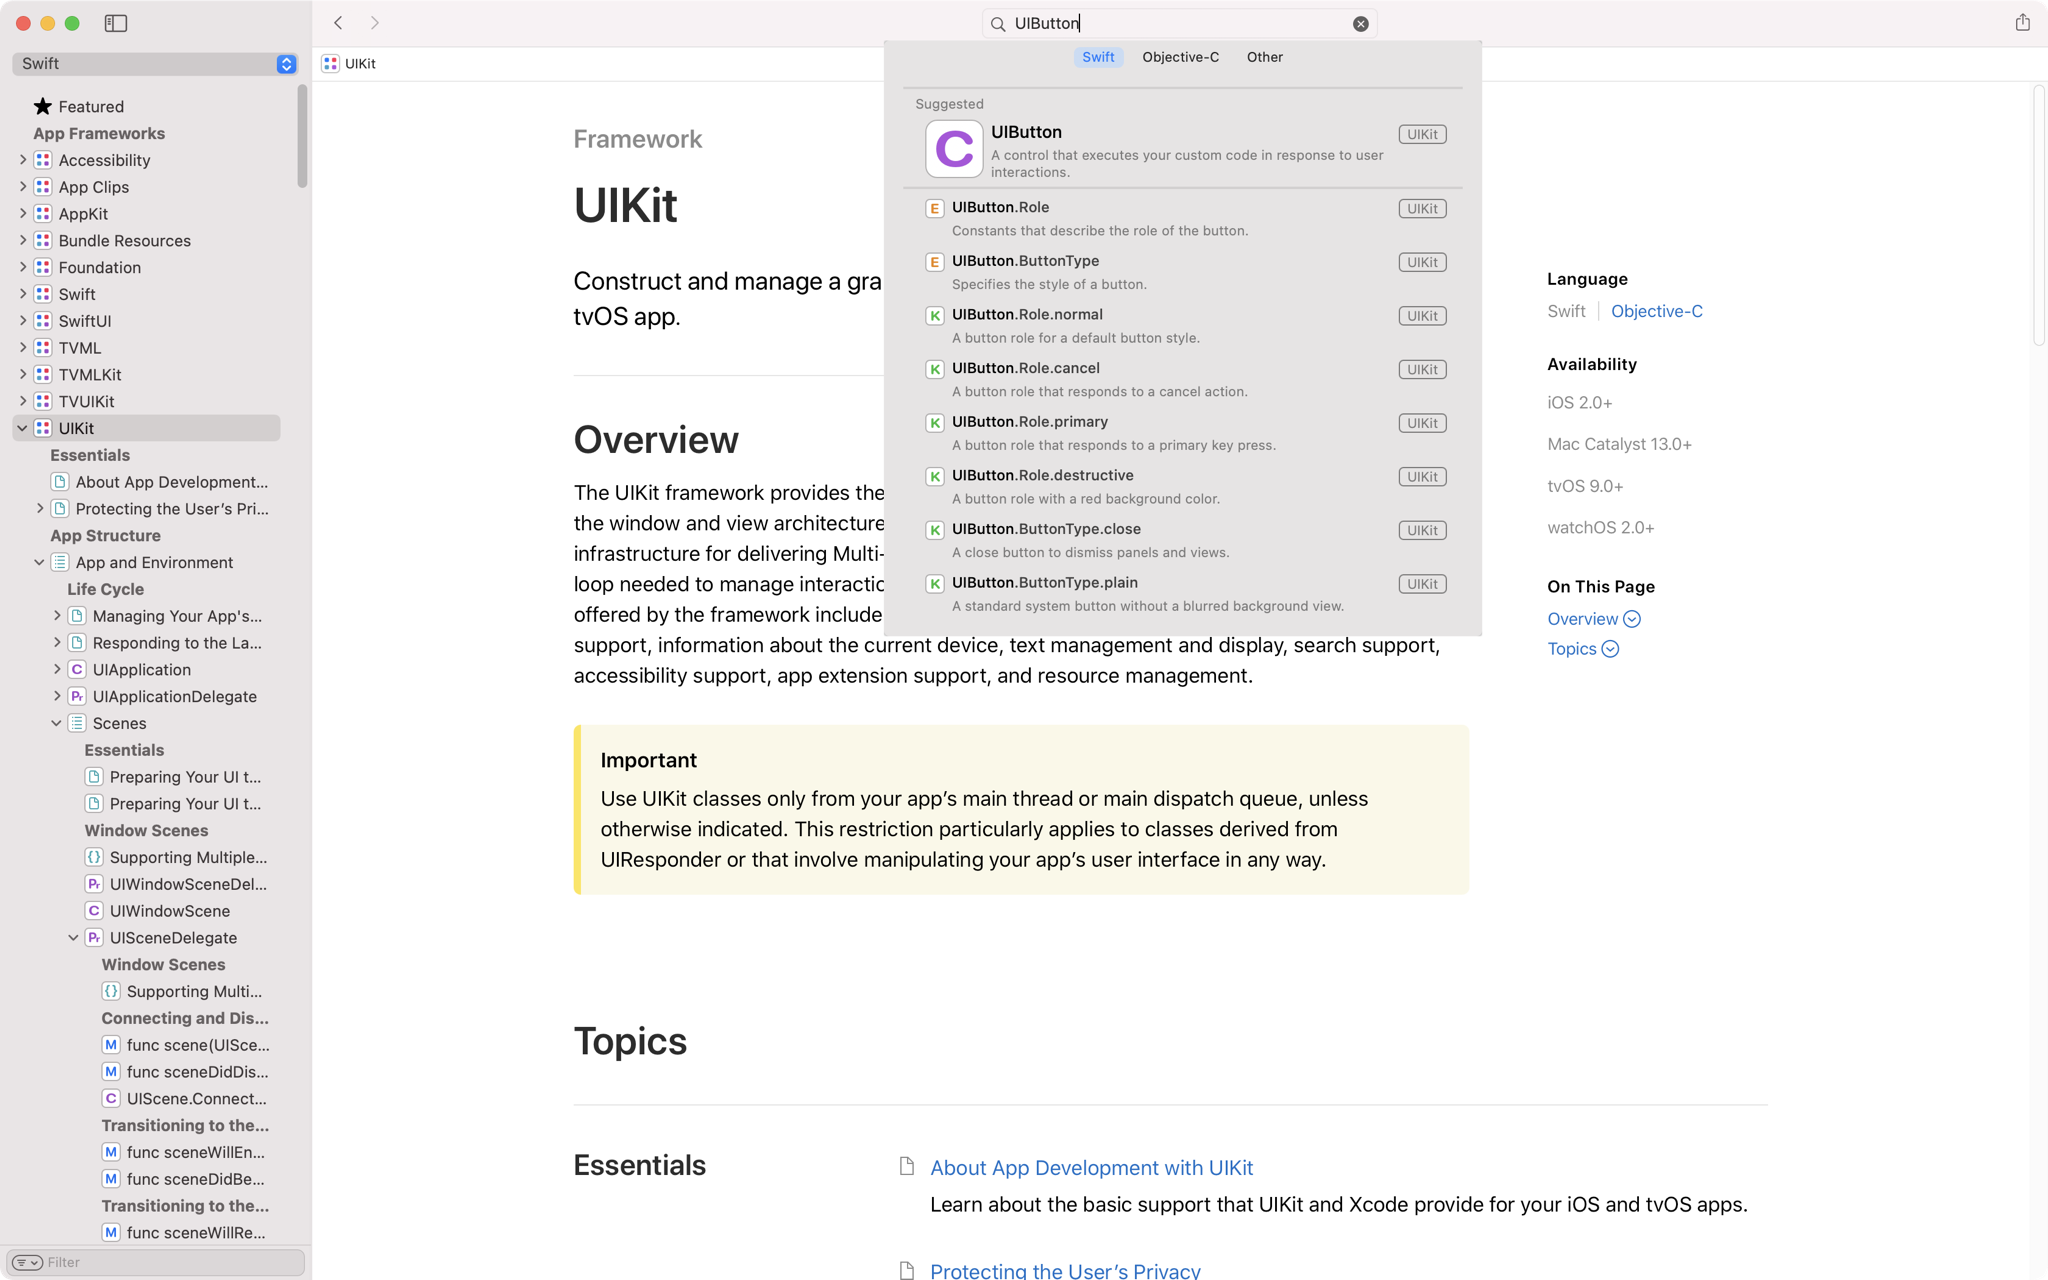 UIButton
Swift
UIKit
Swift
Objective-C
Other
Suggested
C
UIButton
UIKit
A control that executes your custom code in response to user
interactions.
E
UIButton.Role
UIKit
Constants that describe the role of the button.
E
UIButton.ButtonType
UIKit
Specifies the style of a button.
K
UIButton.Role.normal
UIKit
A button role for a default button style.
K
UIButton.Role.cancel
UIKit
A button role that responds to a cancel action.
K
UIButton.Role.primary
UIKit
A button role that responds to a primary key press.
K
UIButton.Role.destructive
UIKit
A button role with a red background color.
K
UIButton.ButtonType.close
UIKit
A close button to dismiss panels and views.
K
UIButton.ButtonType.plain
UIKit
A standard system button without a blurred background view.
Featured
App Frameworks
Accessibility
App Clips
AppKit
Bundle Resources
Foundation
Swift
SwiftUI
TVML
TVMLKit
TVUIKit
UIKit
Essentials
About App Development...
Protecting the User’s Pri...
App Structure
App and Environment
Life Cycle
Managing Your App's...
Responding to the La...
C UIApplication
Pr UIApplicationDelegate
Scenes
Essentials
Preparing Your UI t...
Preparing Your UI t...
Window Scenes
{} Supporting Multiple...
Pr UIWindowSceneDel...
C UIWindowScene
Pr UISceneDelegate
Window Scenes
{} Supporting Multi...
Connecting and Dis...
M func scene(UISce...
M func sceneDidDis...
C UIScene.Connect...
Transitioning to the...
M func sceneWillEn...
M func sceneDidBe...
Transitioning to the...
M func sceneWillRe...
Filter
Framework
UIKit
Construct and manage a gra
tvOS app.
Overview
The UIKit framework provides the
the window and view architecture
infrastructure for delivering Multi-
loop needed to manage interactio
offered by the framework include
support, information about the current device, text management and display, search support,
accessibility support, app extension support, and resource management.
Important
Use UIKit classes only from your app’s main thread or main dispatch queue, unless
otherwise indicated. This restriction particularly applies to classes derived from
UIResponder or that involve manipulating your app’s user interface in any way.
Topics
Essentials
About App Development with UIKit
Learn about the basic support that UIKit and Xcode provide for your iOS and tvOS apps.
Protecting the User’s Privacy
Language
Swift
Objective-C
Availability
iOS 2.0+
Mac Catalyst 13.0+
tvOS 9.0+
watchOS 2.0+
On This Page
Overview
Topics